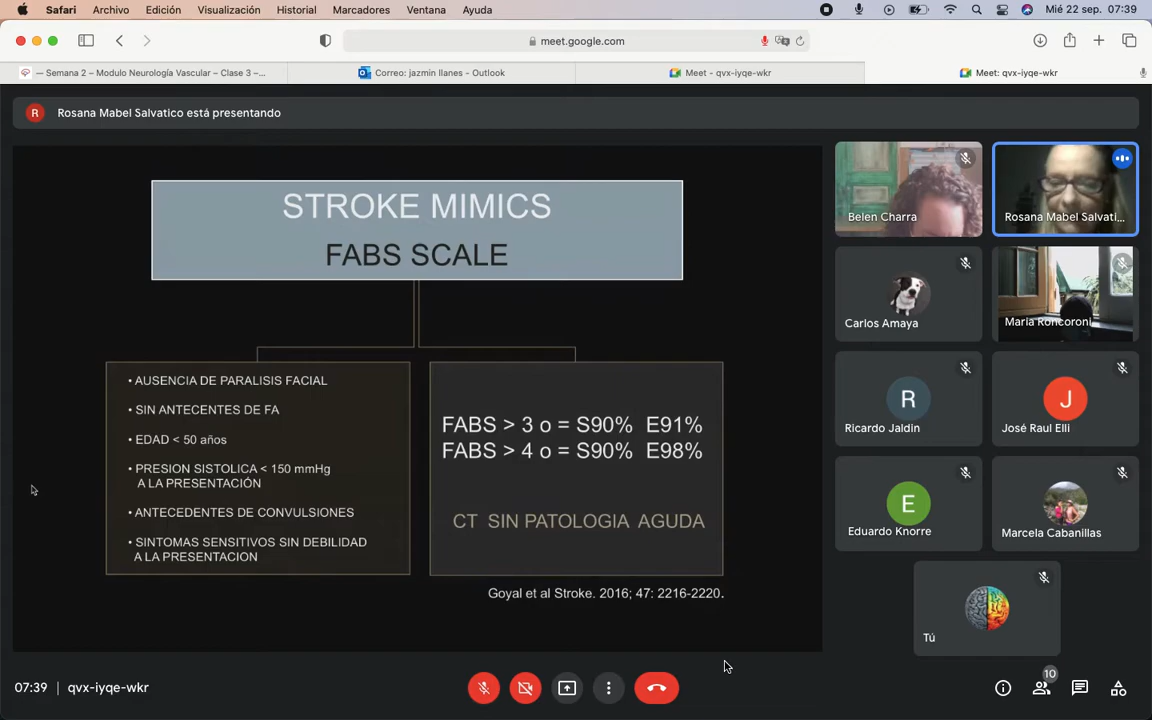 Safari Archivo Edición Visualización Historial Marcadores Ventana Ayuda Mié 22 sep. 07:39
meet.google.com
— Semana 2 – Modulo Neurología Vascular – Clase 3 –...
Correo: jazmin llanes – Outlook
Meet - qvx-iyqe-wkr
Meet: qvx-iyqe-wkr
R Rosana Mabel Salvatico está presentando
STROKE MIMICS
FABS SCALE
• AUSENCIA DE PARALISIS FACIAL
• SIN ANTECENTES DE FA
• EDAD < 50 años
• PRESION SISTOLICA < 150 mmHg
A LA PRESENTACIÓN
• ANTECEDENTES DE CONVULSIONES
• SINTOMAS SENSITIVOS SIN DEBILIDAD
A LA PRESENTACION
FABS > 3 o = S90% E91%
FABS > 4 o = S90% E98%
CT SIN PATOLOGIA AGUDA
Goyal et al Stroke. 2016; 47: 2216-2220.
Belen Charra
Rosana Mabel Salvati...
Carlos Amaya
Maria Roncoroni
R
Ricardo Jaldin
J
José Raul Elli
E
Eduardo Knorre
Marcela Cabanillas
Tú
07:39 | qvx-iyqe-wkr
10